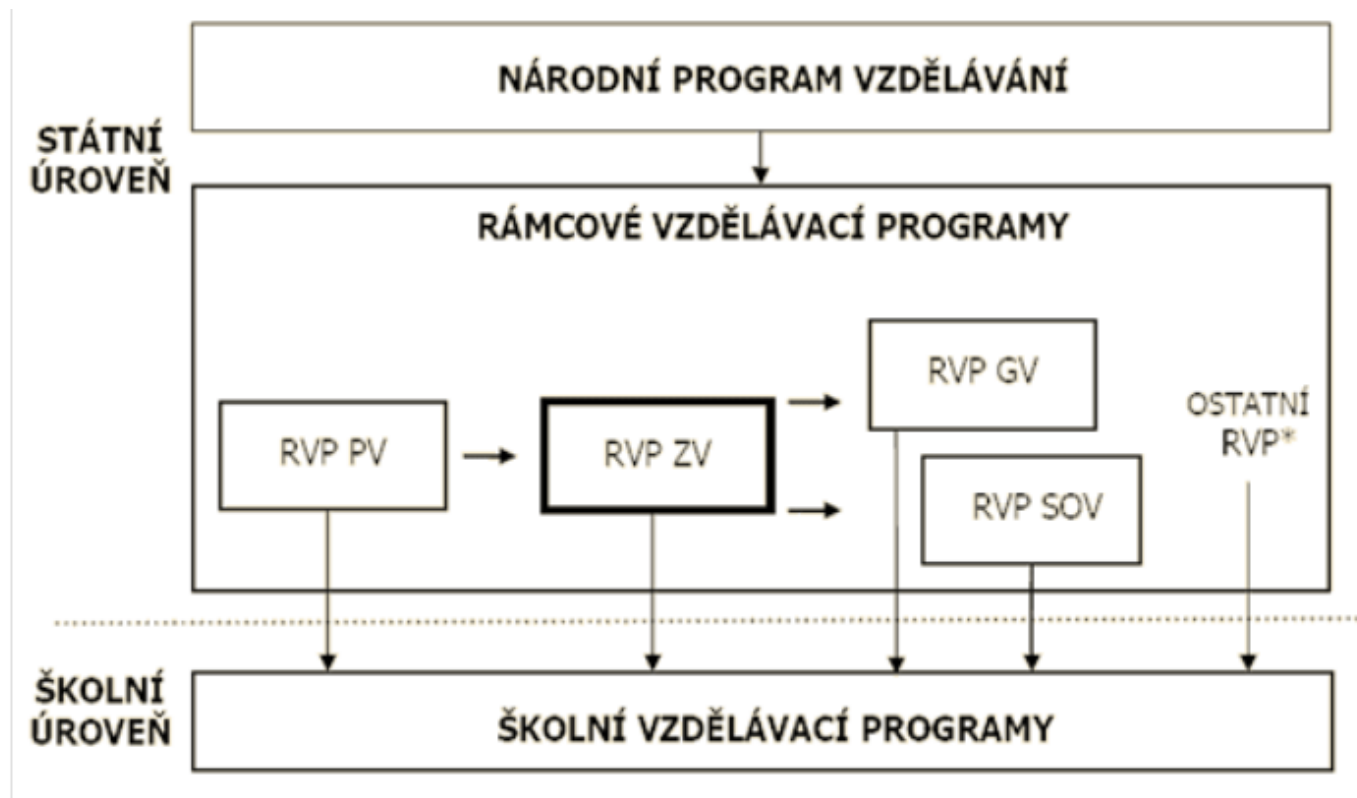 NÁRODNÍ PROGRAM VZDĚLÁVÁNÍ
STÁTNÍ
ÚROVEŇ
RÁMCOVÉ VZDĚLÁVACÍ PROGRAMY
RVP GV
OSTATNÍ
RVP*
RVP PV
RVP ZV
RVP SOV
ŠKOLNÍ
ÚROVEŇ
ŠKOLNÍ VZDĚLÁVACÍ PROGRAMY